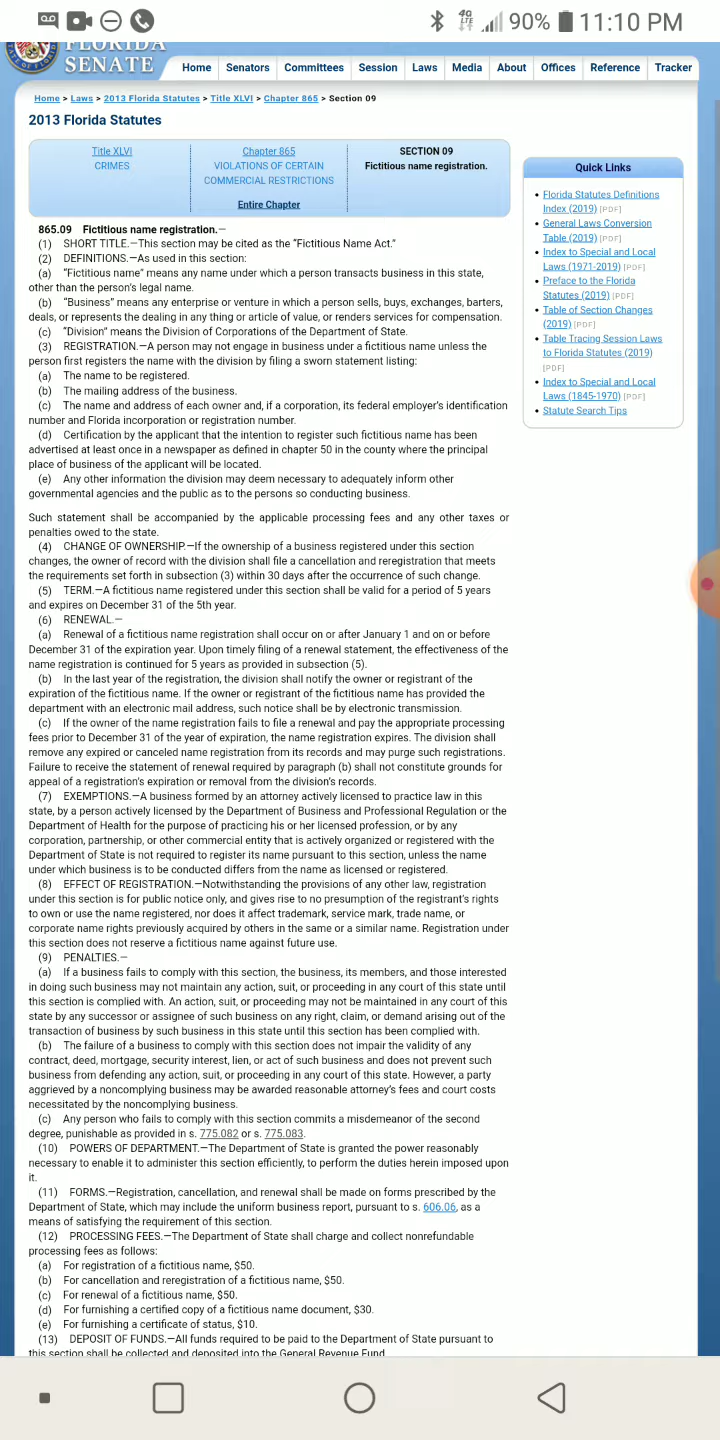 4G
LTE
90%
11:10 PM
FLORIDA
SENATE
Home
Senators
Committees
Session
Laws
Media
About
Offices
Reference
Tracker
Home > Laws > 2013 Florida Statutes > Title XLVI > Chapter 865 > Section 09
2013 Florida Statutes
Title XLVI
CRIMES
Chapter 865
VIOLATIONS OF CERTAIN
COMMERCIAL RESTRICTIONS
Entire Chapter
SECTION 09
Fictitious name registration.
865.09 Fictitious name registration.—
(1) SHORT TITLE.—This section may be cited as the "Fictitious Name Act."
(2) DEFINITIONS.—As used in this section:
(a) "Fictitious name" means any name under which a person transacts business in this state,
other than the person's legal name.
(b) "Business" means any enterprise or venture in which a person sells, buys, exchanges, barters,
deals, or represents the dealing in any thing or article of value, or renders services for compensation.
(c) "Division" means the Division of Corporations of the Department of State.
(3) REGISTRATION.—A person may not engage in business under a fictitious name unless the
person first registers the name with the division by filing a sworn statement listing:
(a) The name to be registered.
(b) The mailing address of the business.
(c) The name and address of each owner and, if a corporation, its federal employer's identification
number and Florida incorporation or registration number.
(d) Certification by the applicant that the intention to register such fictitious name has been
advertised at least once in a newspaper as defined in chapter 50 in the county where the principal
place of business of the applicant will be located.
(e) Any other information the division may deem necessary to adequately inform other
governmental agencies and the public as to the persons so conducting business.
Such statement shall be accompanied by the applicable processing fees and any other taxes or
penalties owed to the state.
(4) CHANGE OF OWNERSHIP.—If the ownership of a business registered under this section
changes, the owner of record with the division shall file a cancellation and reregistration that meets
the requirements set forth in subsection (3) within 30 days after the occurrence of such change.
(5) TERM.—A fictitious name registered under this section shall be valid for a period of 5 years
and expires on December 31 of the 5th year.
(6) RENEWAL.—
(a) Renewal of a fictitious name registration shall occur on or after January 1 and on or before
December 31 of the expiration year. Upon timely filing of a renewal statement, the effectiveness of the
name registration is continued for 5 years as provided in subsection (5).
(b) In the last year of the registration, the division shall notify the owner or registrant of the
expiration of the fictitious name. If the owner or registrant of the fictitious name has provided the
department with an electronic mail address, such notice shall be by electronic transmission.
(c) If the owner of the name registration fails to file a renewal and pay the appropriate processing
fees prior to December 31 of the year of expiration, the name registration expires. The division shall
remove any expired or canceled name registration from its records and may purge such registrations.
Failure to receive the statement of renewal required by paragraph (b) shall not constitute grounds for
appeal of a registration's expiration or removal from the division's records.
(7) EXEMPTIONS.—A business formed by an attorney actively licensed to practice law in this
state, by a person actively licensed by the Department of Business and Professional Regulation or the
Department of Health for the purpose of practicing his or her licensed profession, or by any
corporation, partnership, or other commercial entity that is actively organized or registered with the
Department of State is not required to register its name pursuant to this section, unless the name
under which business is to be conducted differs from the name as licensed or registered.
(8) EFFECT OF REGISTRATION.—Notwithstanding the provisions of any other law, registration
under this section is for public notice only, and gives rise to no presumption of the registrant's rights
to own or use the name registered, nor does it affect trademark, service mark, trade name, or
corporate name rights previously acquired by others in the same or a similar name. Registration under
this section does not reserve a fictitious name against future use.
(9) PENALTIES.—
(a) If a business fails to comply with this section, the business, its members, and those interested
in doing such business may not maintain any action, suit, or proceeding in any court of this state until
this section is complied with. An action, suit, or proceeding may not be maintained in any court of this
state by any successor or assignee of such business on any right, claim, or demand arising out of the
transaction of business by such business in this state until this section has been complied with.
(b) The failure of a business to comply with this section does not impair the validity of any
contract, deed, mortgage, security interest, lien, or act of such business and does not prevent such
business from defending any action, suit, or proceeding in any court of this state. However, a party
aggrieved by a noncomplying business may be awarded reasonable attorney's fees and court costs
necessitated by the noncomplying business.
(c) Any person who fails to comply with this section commits a misdemeanor of the second
degree, punishable as provided in s. 775.082 or s. 775.083.
(10) POWERS OF DEPARTMENT.—The Department of State is granted the power reasonably
necessary to enable it to administer this section efficiently, to perform the duties herein imposed upon
it.
(11) FORMS.—Registration, cancellation, and renewal shall be made on forms prescribed by the
Department of State, which may include the uniform business report, pursuant to s. 606.06, as a
means of satisfying the requirement of this section.
(12) PROCESSING FEES.—The Department of State shall charge and collect nonrefundable
processing fees as follows:
(a) For registration of a fictitious name, $50.
(b) For cancellation and reregistration of a fictitious name, $50.
(c) For renewal of a fictitious name, $50.
(d) For furnishing a certified copy of a fictitious name document, $30.
(e) For furnishing a certificate of status, $10.
(13) DEPOSIT OF FUNDS.—All funds required to be paid to the Department of State pursuant to
this section shall be collected and deposited into the General Revenue Fund.
Quick Links
Florida Statutes Definitions
Index (2019) [PDF]
General Laws Conversion
Table (2019) [PDF]
Index to Special and Local
Laws (1971-2019) [PDF]
Preface to the Florida
Statutes (2019) [PDF]
Table of Section Changes
(2019) [PDF]
Table Tracing Session Laws
to Florida Statutes (2019)
[PDF]
Index to Special and Local
Laws (1845-1970) [PDF]
Statute Search Tips